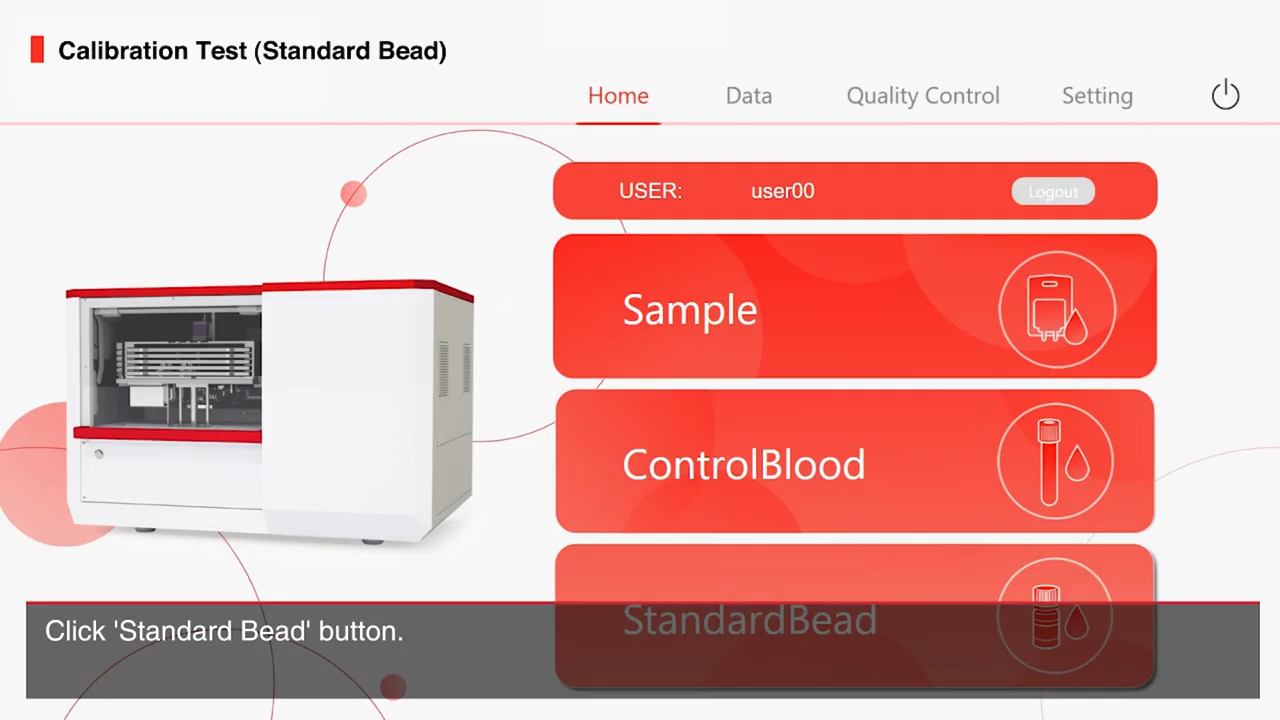 Calibration Test (Standard Bead)
Home Data Quality Control Setting
USER: user00 Logout
Sample
ControlBlood
StandardBead
Click 'Standard Bead' button.